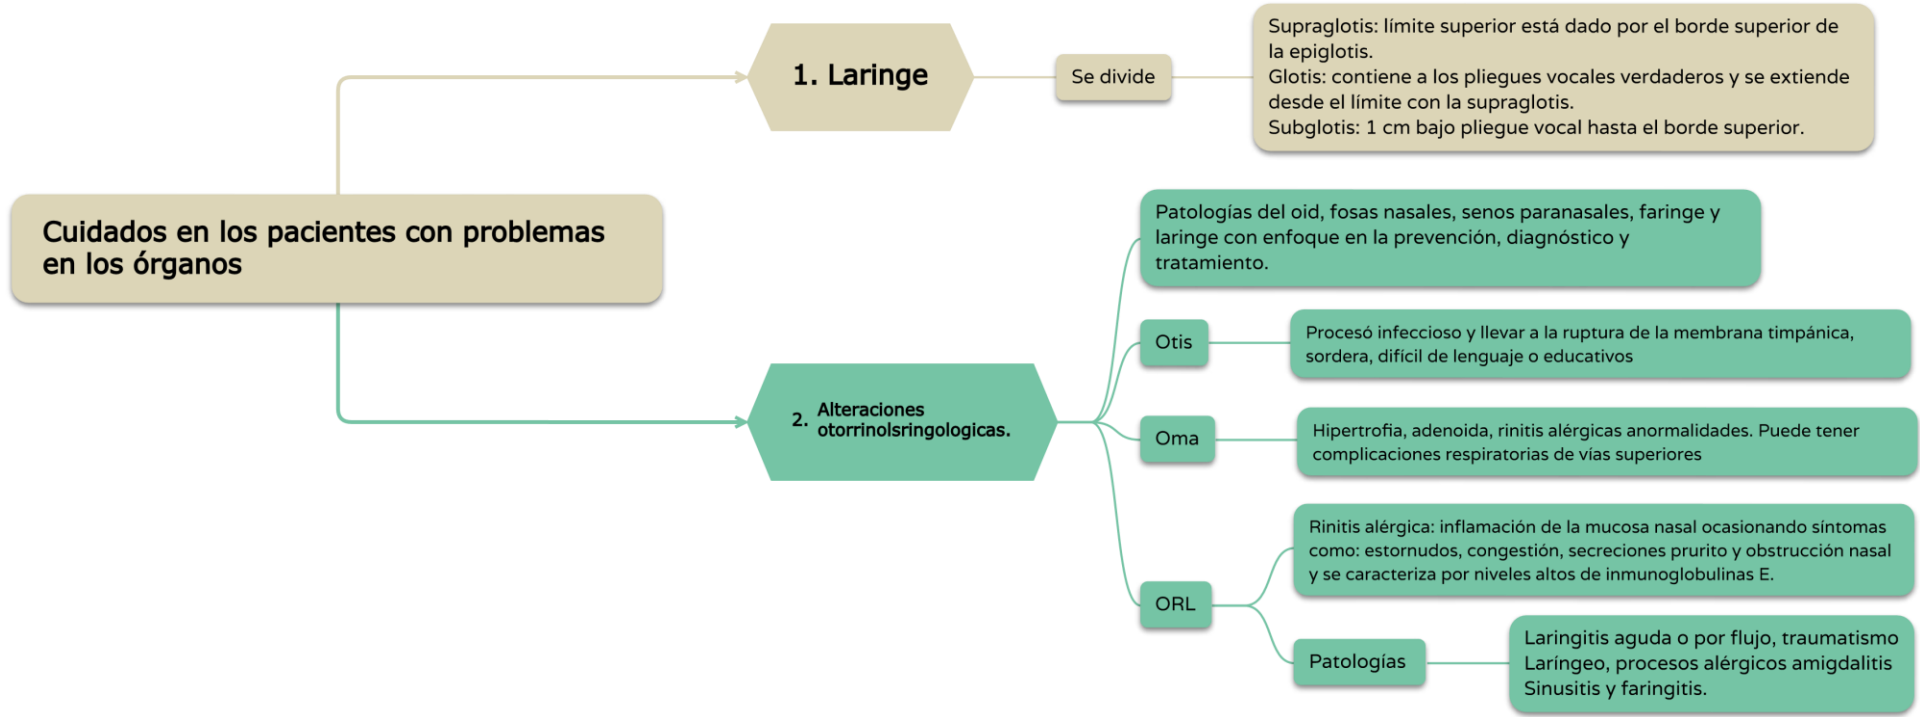 Cuidados en los pacientes con problemas
en los órganos
1. Laringe
Se divide
Supraglotis: límite superior está dado por el borde superior de
la epiglotis.
Glotis: contiene a los pliegues vocales verdaderos y se extiende
desde el límite con la supraglotis.
Subglotis: 1 cm bajo pliegue vocal hasta el borde superior.
2. Alteraciones
otorrinolsringologicas.
Patologías del oid, fosas nasales, senos paranasales, faringe y
laringe con enfoque en la prevención, diagnóstico y
tratamiento.
Otis
Procesó infeccioso y llevar a la ruptura de la membrana timpánica,
sordera, difícil de lenguaje o educativos
Oma
Hipertrofia, adenoida, rinitis alérgicas anormalidades. Puede tener
complicaciones respiratorias de vías superiores
ORL
Rinitis alérgica: inflamación de la mucosa nasal ocasionando síntomas
como: estornudos, congestión, secreciones prurito y obstrucción nasal
y se caracteriza por niveles altos de inmunoglobulinas E.
Patologías
Laringitis aguda o por flujo, traumatismo
Laríngeo, procesos alérgicos amigdalitis
Sinusitis y faringitis.